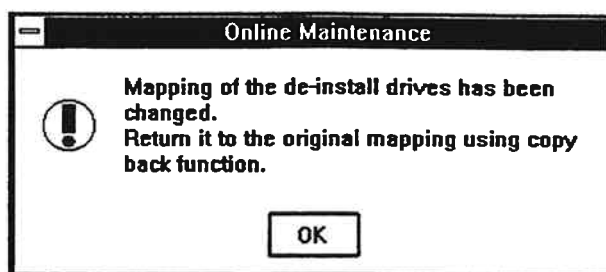 Online Maintenance
Mapping of the de-install drives has been
changed.
Return it to the original mapping using copy
back function.
OK